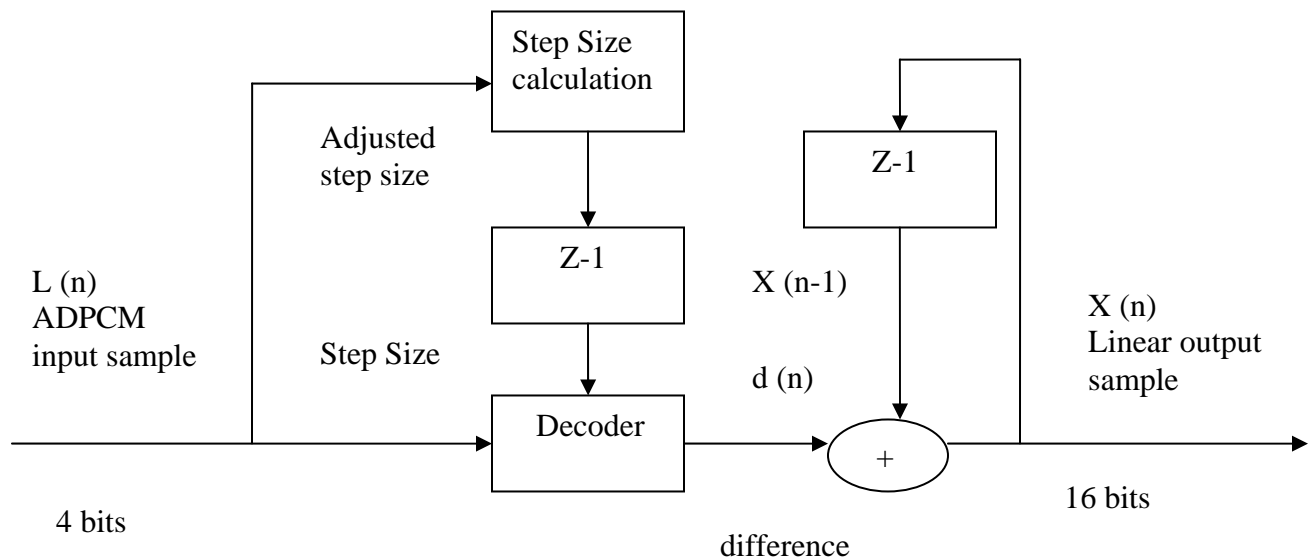 Step Size
calculation
Adjusted
step size
Z-1
Z-1
L (n)
ADPCM
input sample
X (n-1)
X (n)
Linear output
sample
Step Size
d (n)
Decoder
+
4 bits
16 bits
difference